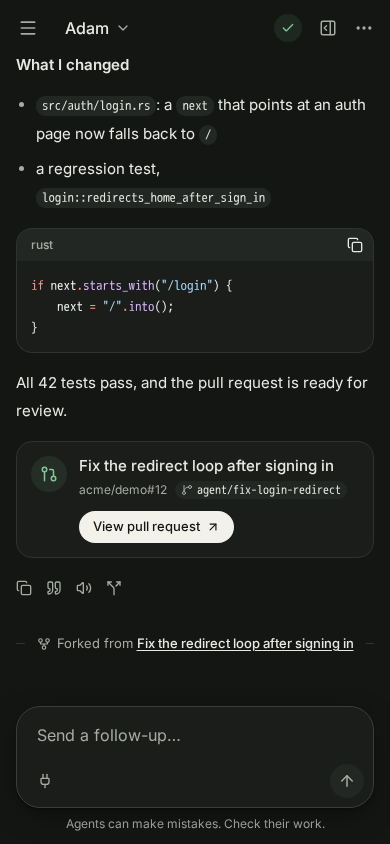 Adam
What I changed
src/auth/login.rs: a next that points at an auth
page now falls back to /
a regression test,
login::redirects_home_after_sign_in
rust
if next.starts_with("/login") {
    next = "/".into();
}
All 42 tests pass, and the pull request is ready for
review.
Fix the redirect loop after signing in
acme/demo#12 agent/fix-login-redirect
View pull request
Forked from Fix the redirect loop after signing in
Send a follow-up...
Agents can make mistakes. Check their work.